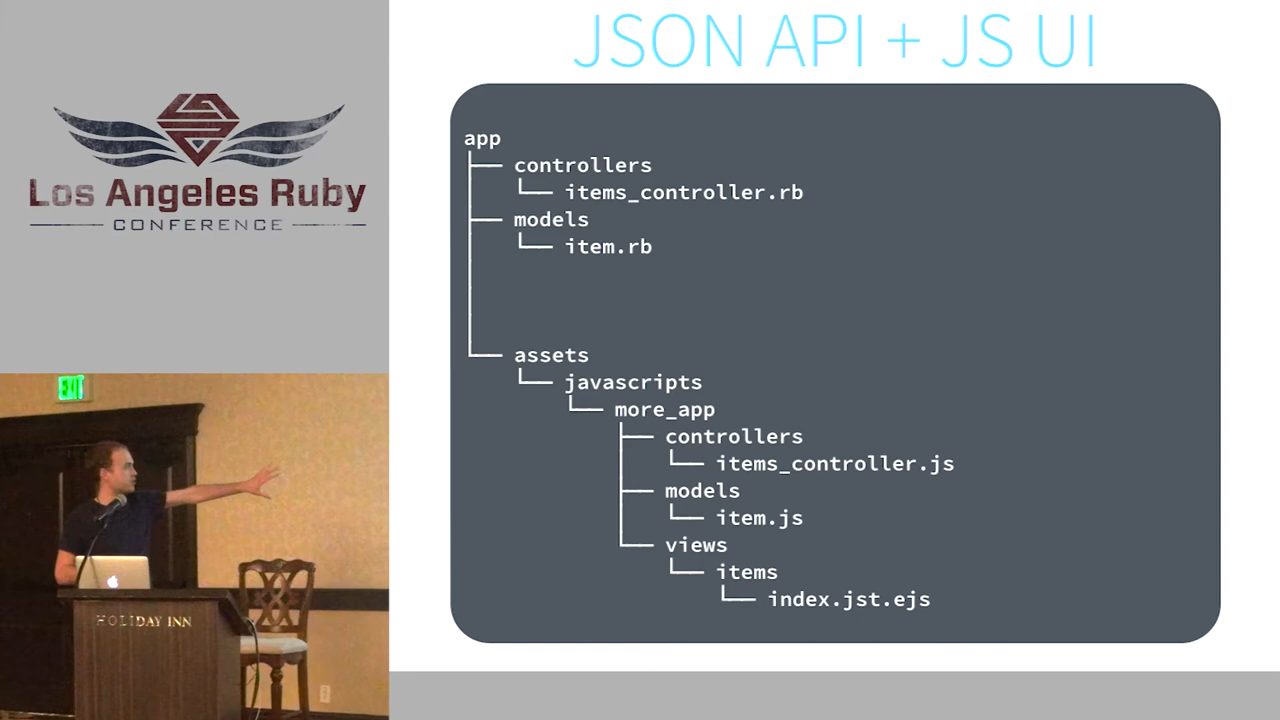 JSON API + JS UI
Los Angeles Ruby
CONFERENCE
app
├── controllers
│   └── items_controller.rb
├── models
│   └── item.rb
└── assets
    └── javascripts
        └── more_app
            ├── controllers
            │   └── items_controller.js
            ├── models
            │   └── item.js
            └── views
                └── items
                    └── index.jst.ejs
EXIT
HOLIDAY INN